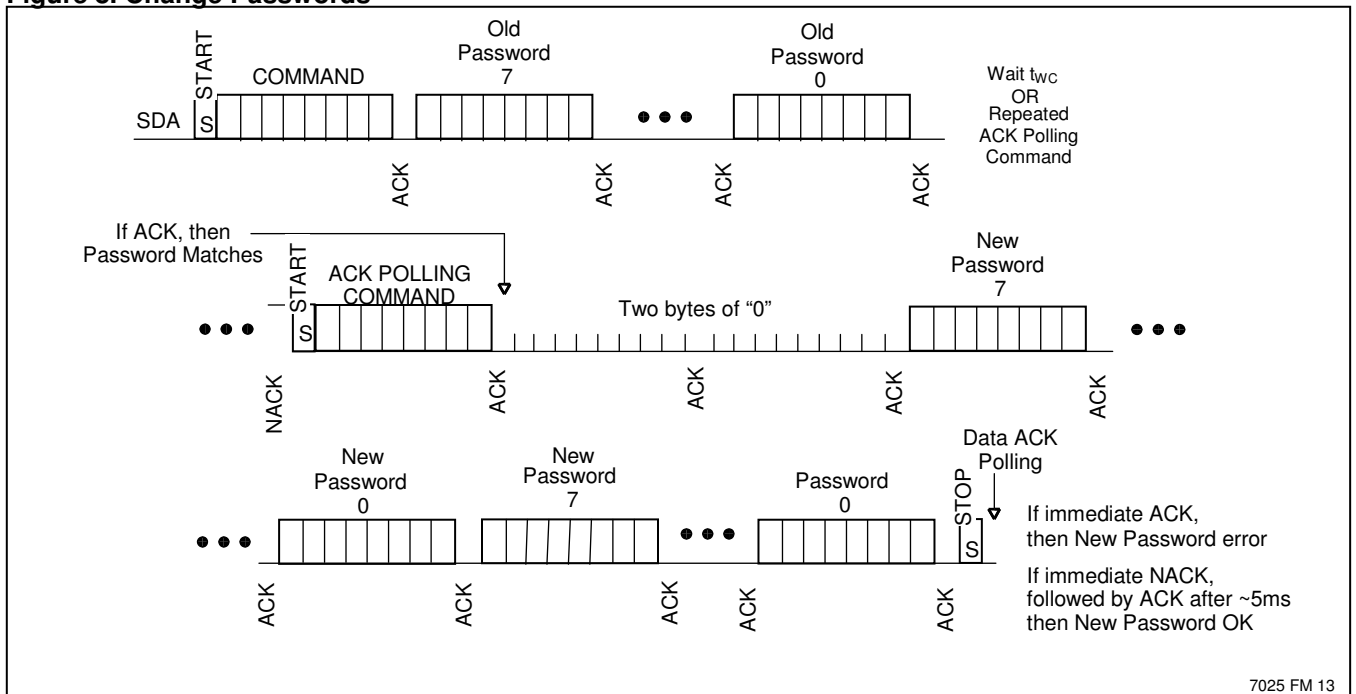 Figure 8. Change Passwords
START
COMMAND
Old
Password
7
Old
Password
0
SDA
S
Wait tWC
OR
Repeated
ACK Polling
Command
ACK
ACK
ACK
ACK
If ACK, then
Password Matches
START
ACK POLLING
COMMAND
S
Two bytes of “0”
New
Password
7
NACK
ACK
ACK
ACK
ACK
New
Password
0
New
Password
7
Password
0
STOP
S
Data ACK
Polling
If immediate ACK,
then New Password error
If immediate NACK,
followed by ACK after ~5ms
then New Password OK
ACK
ACK
ACK
ACK
ACK
7025 FM 13